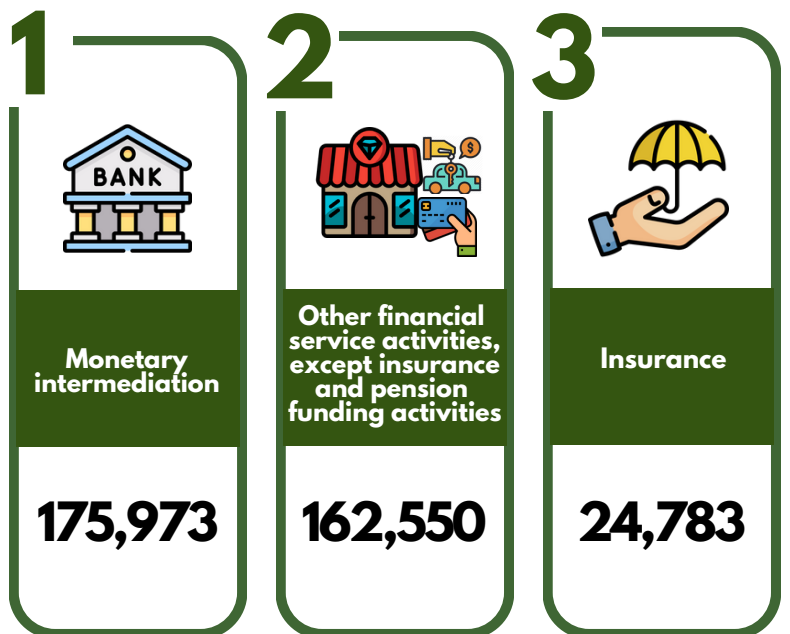 1
BANK
Monetary
intermediation
175,973
2
$
Other financial
service activities,
except insurance
and pension
funding activities
162,550
3
Insurance
24,783